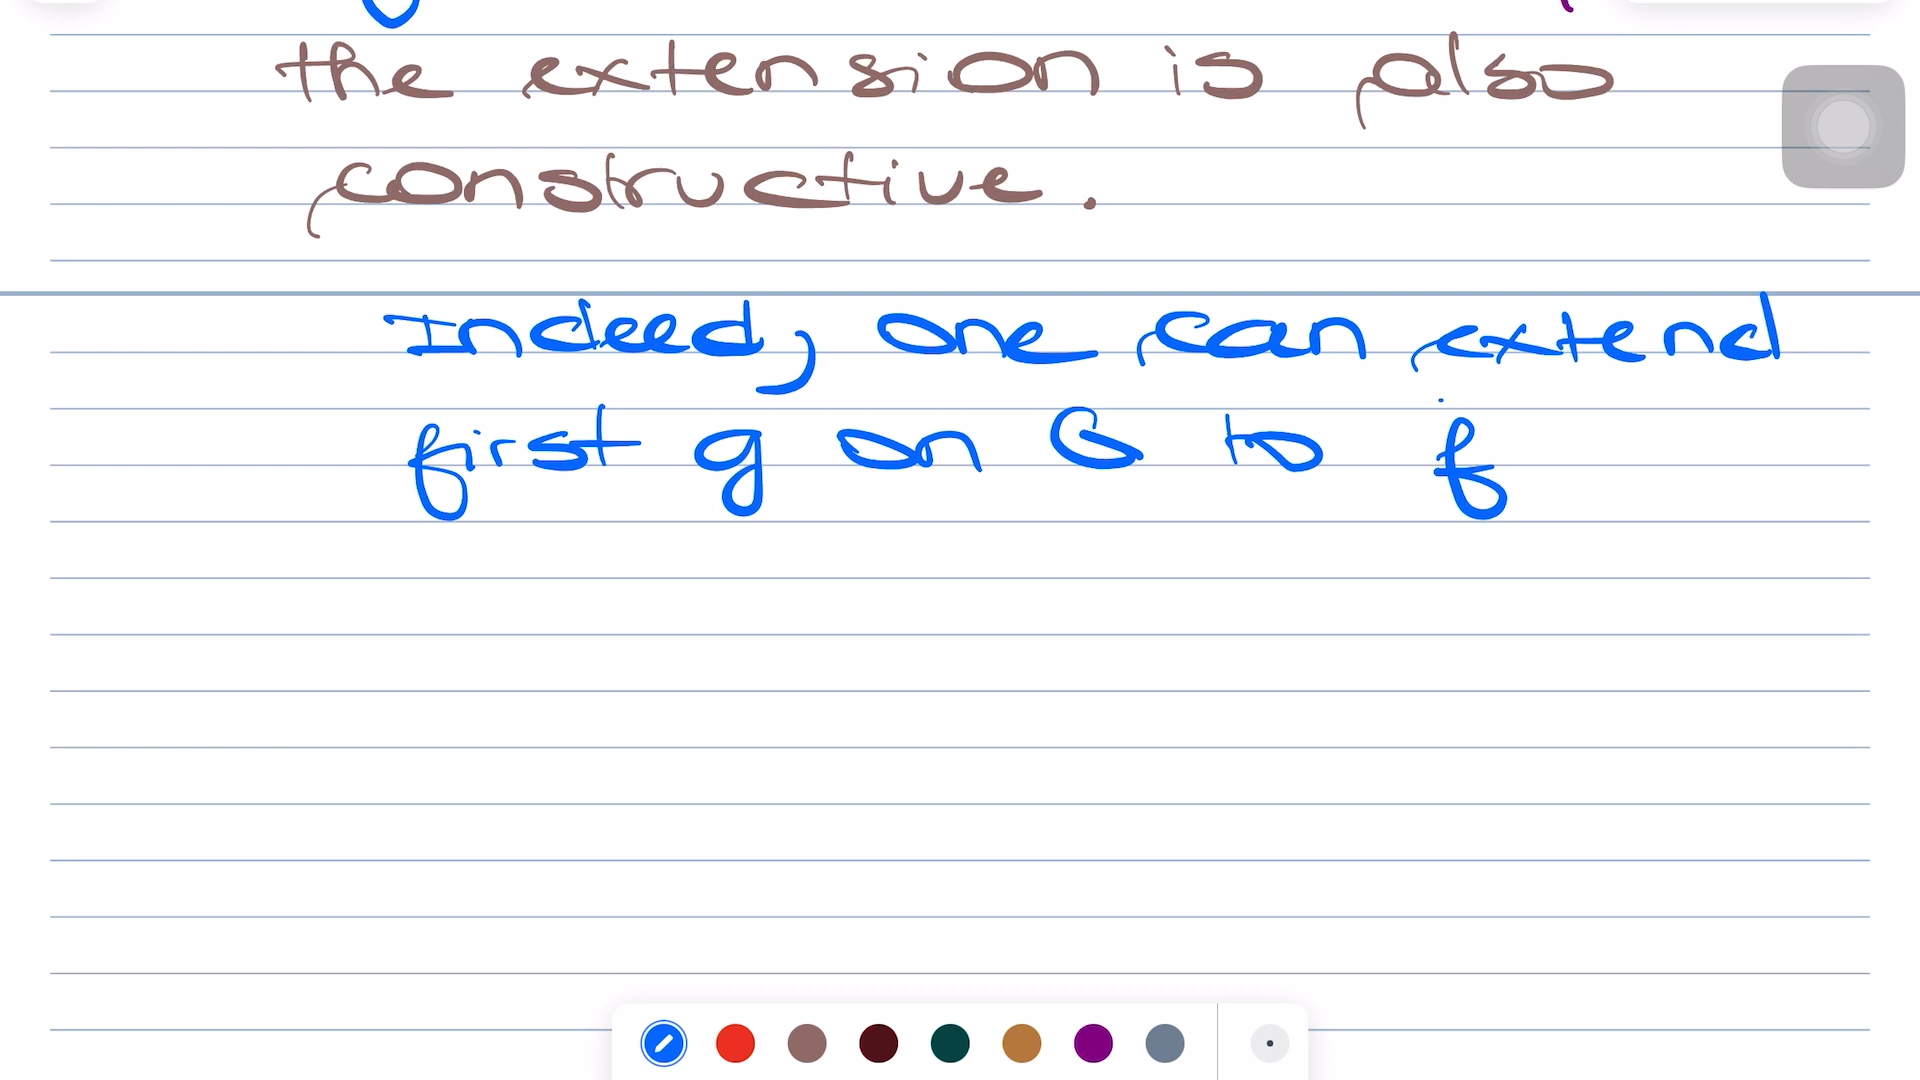 the extension is also
constructive.
Indeed, one can extend
first g on G to f